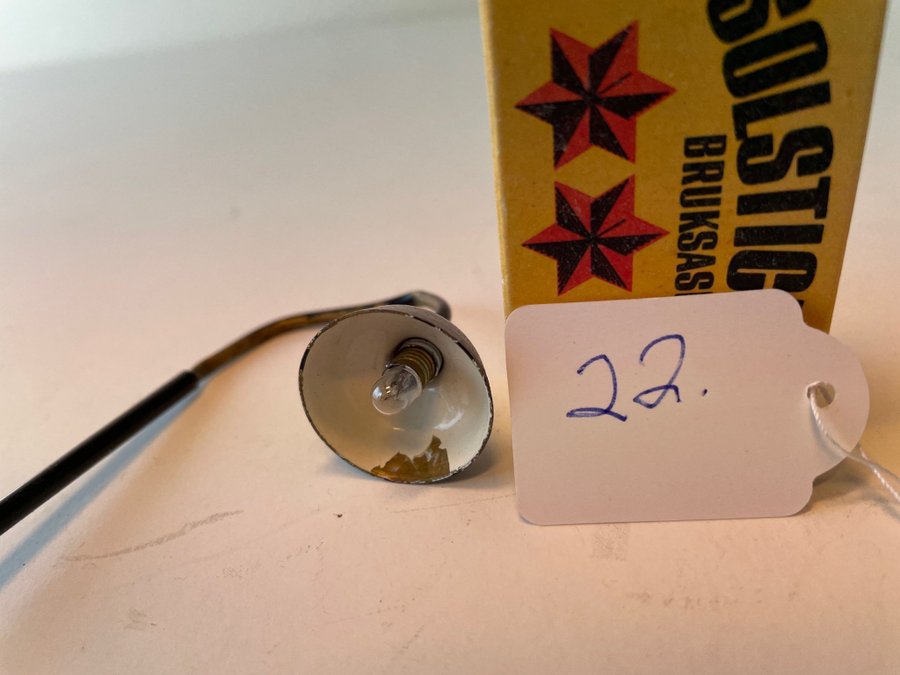 SOLSTIC
BRUKSAS
22.